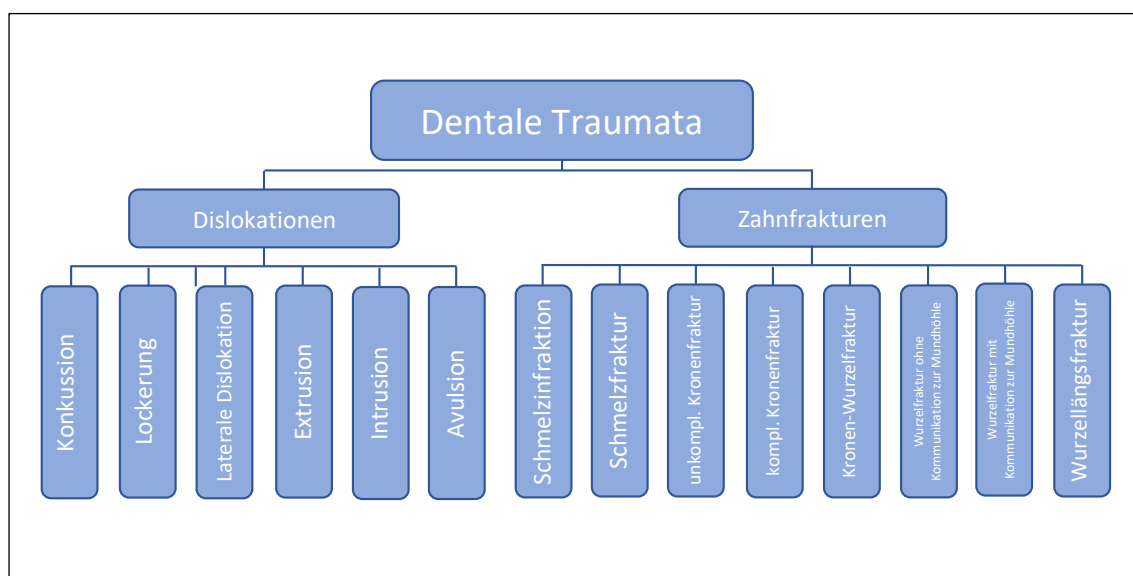 Dentale Traumata
Dislokationen
Zahnfrakturen
Konkussion
Lockerung
Laterale Dislokation
Extrusion
Intrusion
Avulsion
Schmelzinfraktion
Schmelzfraktur
unkompl. Kronenfraktur
kompl. Kronenfraktur
Kronen-Wurzelfraktur
Wurzelfraktur ohne
Kommunikation zur Mundhöhle
Wurzelfraktur mit
Kommunikation zur Mundhöhle
Wurzellängsfraktur